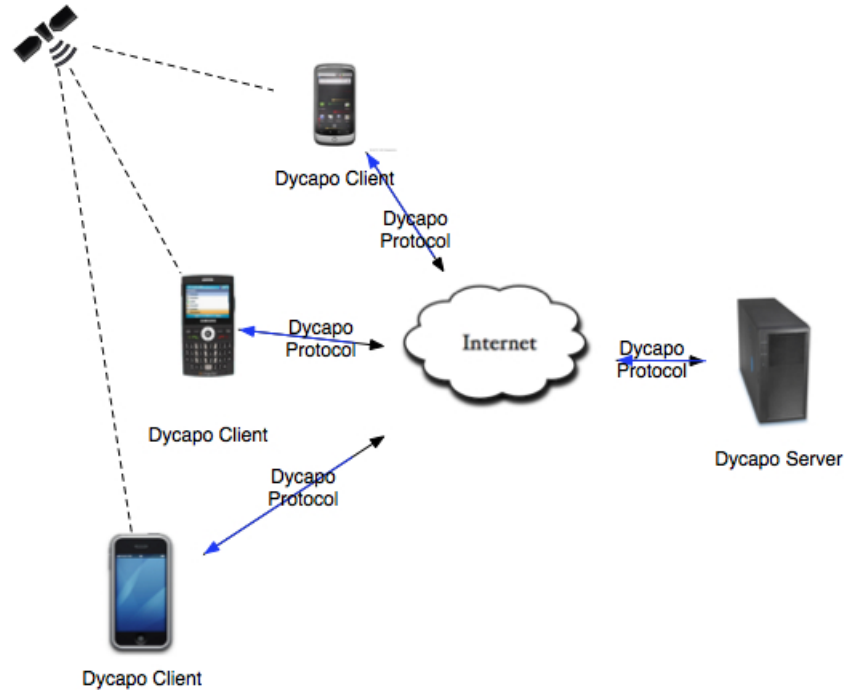 Dycapo Client
Dycapo
Protocol
Dycapo
Protocol
Internet
Dycapo
Protocol
Dycapo Client
Dycapo Server
Dycapo
Protocol
Dycapo Client